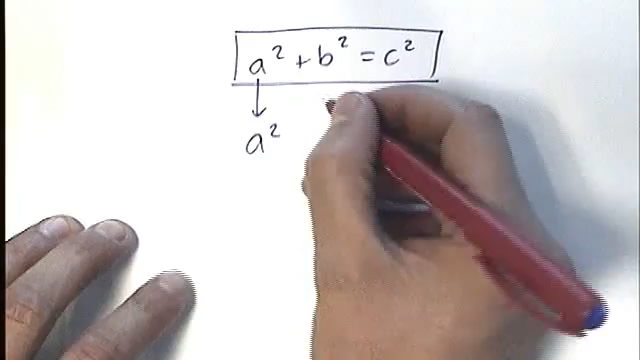 a² + b² = c²
a²